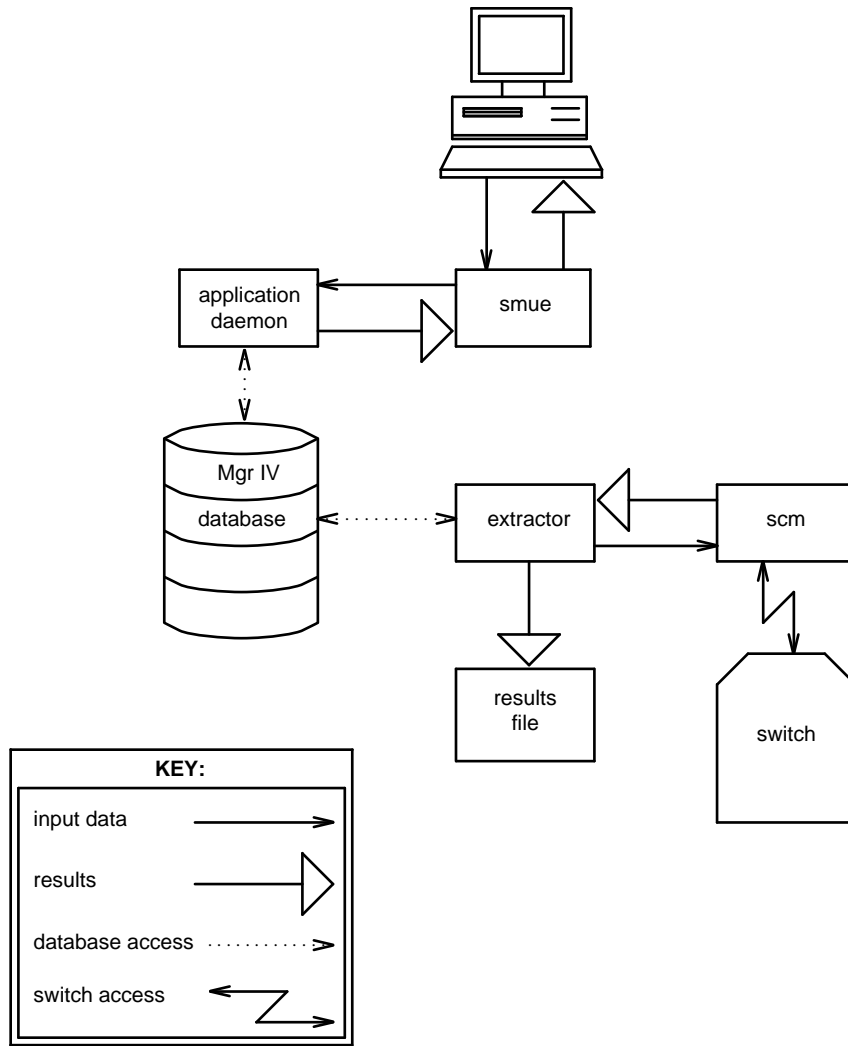 application
daemon
smue
Mgr IV
database
extractor
scm
results
file
switch
KEY:
input data
results
database access
switch access